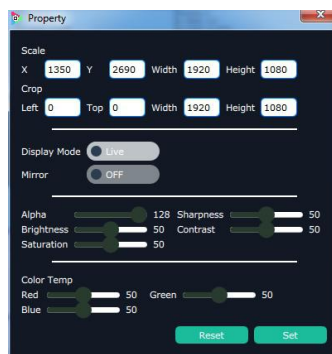 Property
Scale
X 1350 Y 2690 Width 1920 Height 1080
Crop
Left 0 Top 0 Width 1920 Height 1080
Display Mode Live
Mirror OFF
Alpha 128 Sharpness 50
Brightness 50 Contrast 50
Saturation 50
Color Temp
Red 50 Green 50
Blue 50
Reset Set